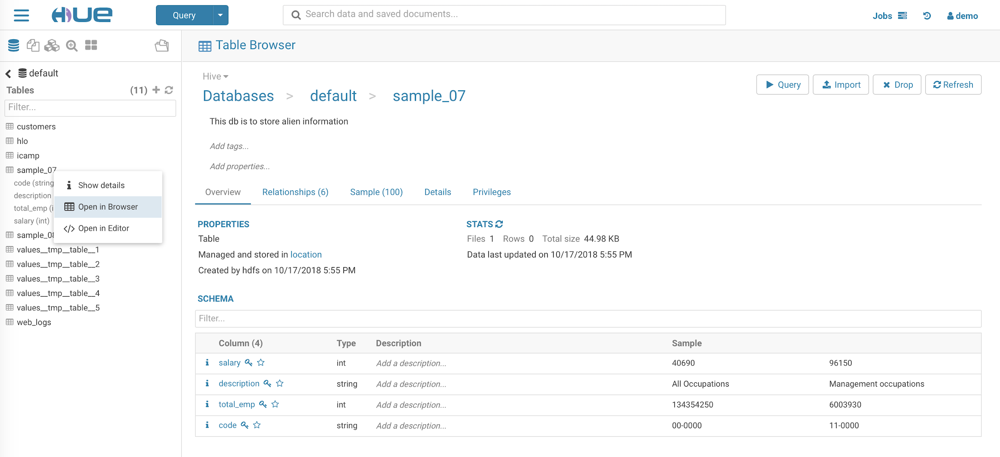 HUE
Query
Search data and saved documents...
Jobs
demo
Table Browser
default
Tables (11)
Filter...
customers
hlo
icamp
sample_07
code (string
description
total_emp (i
salary (int)
Show details
Open in Browser
Open in Editor
sample_08
values__tmp__table__1
values__tmp__table__2
values__tmp__table__3
values__tmp__table__4
values__tmp__table__5
web_logs
Hive
Databases > default > sample_07
Query Import Drop Refresh
This db is to store alien information
Add tags...
Add properties...
Overview Relationships (6) Sample (100) Details Privileges
PROPERTIES
Table
Managed and stored in location
Created by hdfs on 10/17/2018 5:55 PM
STATS
Files 1 Rows 0 Total size 44.98 KB
Data last updated on 10/17/2018 5:55 PM
SCHEMA
Filter...
Column (4) Type Description Sample
salary int Add a description... 40690 96150
description string Add a description... All Occupations Management occupations
total_emp int Add a description... 134354250 6003930
code string Add a description... 00-0000 11-0000